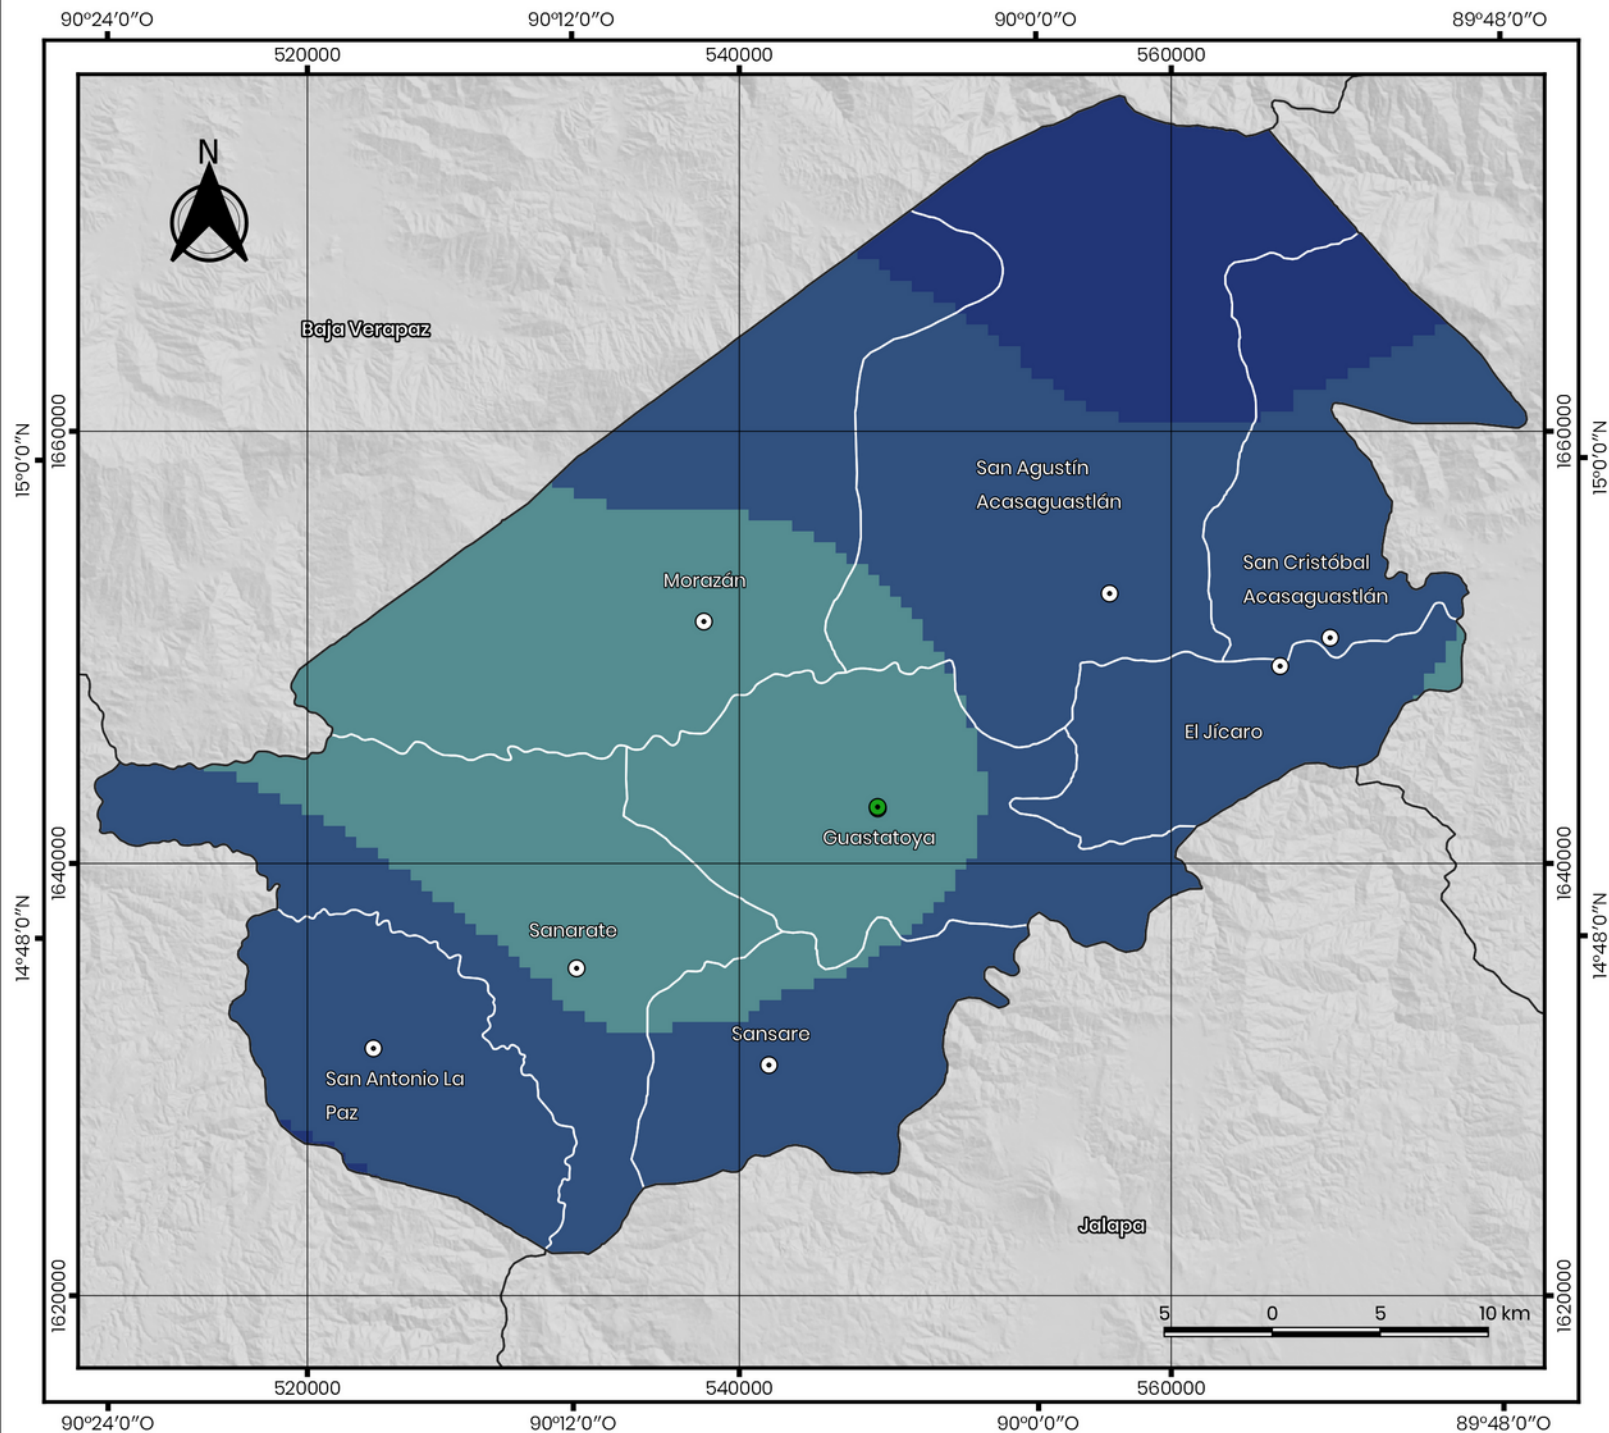 90°24'0"O 90°12'0"O 90°0'0"O 89°48'0"O
520000 540000 560000
N
Baja Verapaz
1660000 1660000
15°0'0"N 15°0'0"N
San Agustín
Acasaguastlán
San Cristóbal
Acasaguastlán
Morazán
El Jícaro
Guastatoya
1640000 1640000
14°48'0"N 14°48'0"N
Sanarate
Sansare
San Antonio La
Paz
Jalapa
1620000 1620000
5 0 5 10 km
520000 540000 560000
90°24'0"O 90°12'0"O 90°0'0"O 89°48'0"O